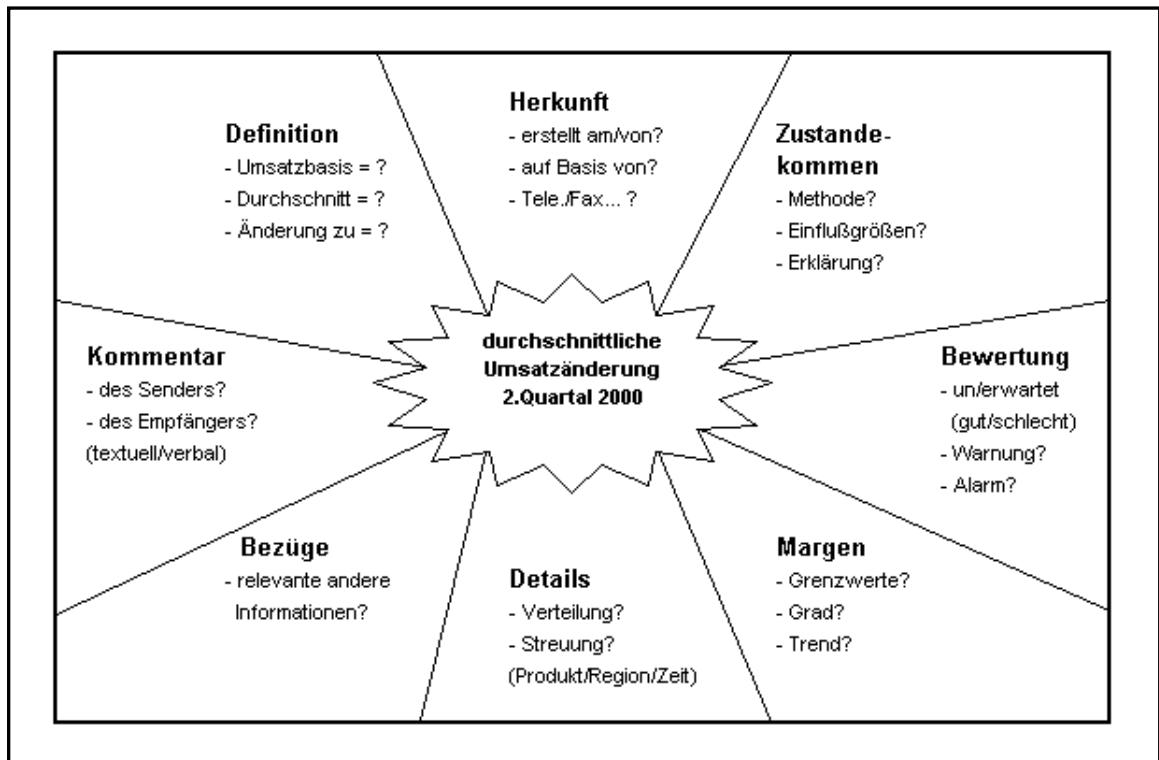 Definition
- Umsatzbasis = ?
- Durchschnitt = ?
- Änderung zu = ?
Herkunft
- erstellt am/von?
- auf Basis von?
- Tele./Fax... ?
Zustande-
kommen
- Methode?
- Einflußgrößen?
- Erklärung?
Kommentar
- des Senders?
- des Empfängers?
(textuell/verbal)
durchschnittliche
Umsatzänderung
2.Quartal 2000
Bewertung
- un/erwartet
(gut/schlecht)
- Warnung?
- Alarm?
Bezüge
- relevante andere
Informationen?
Details
- Verteilung?
- Streuung?
(Produkt/Region/Zeit)
Margen
- Grenzwerte?
- Grad?
- Trend?